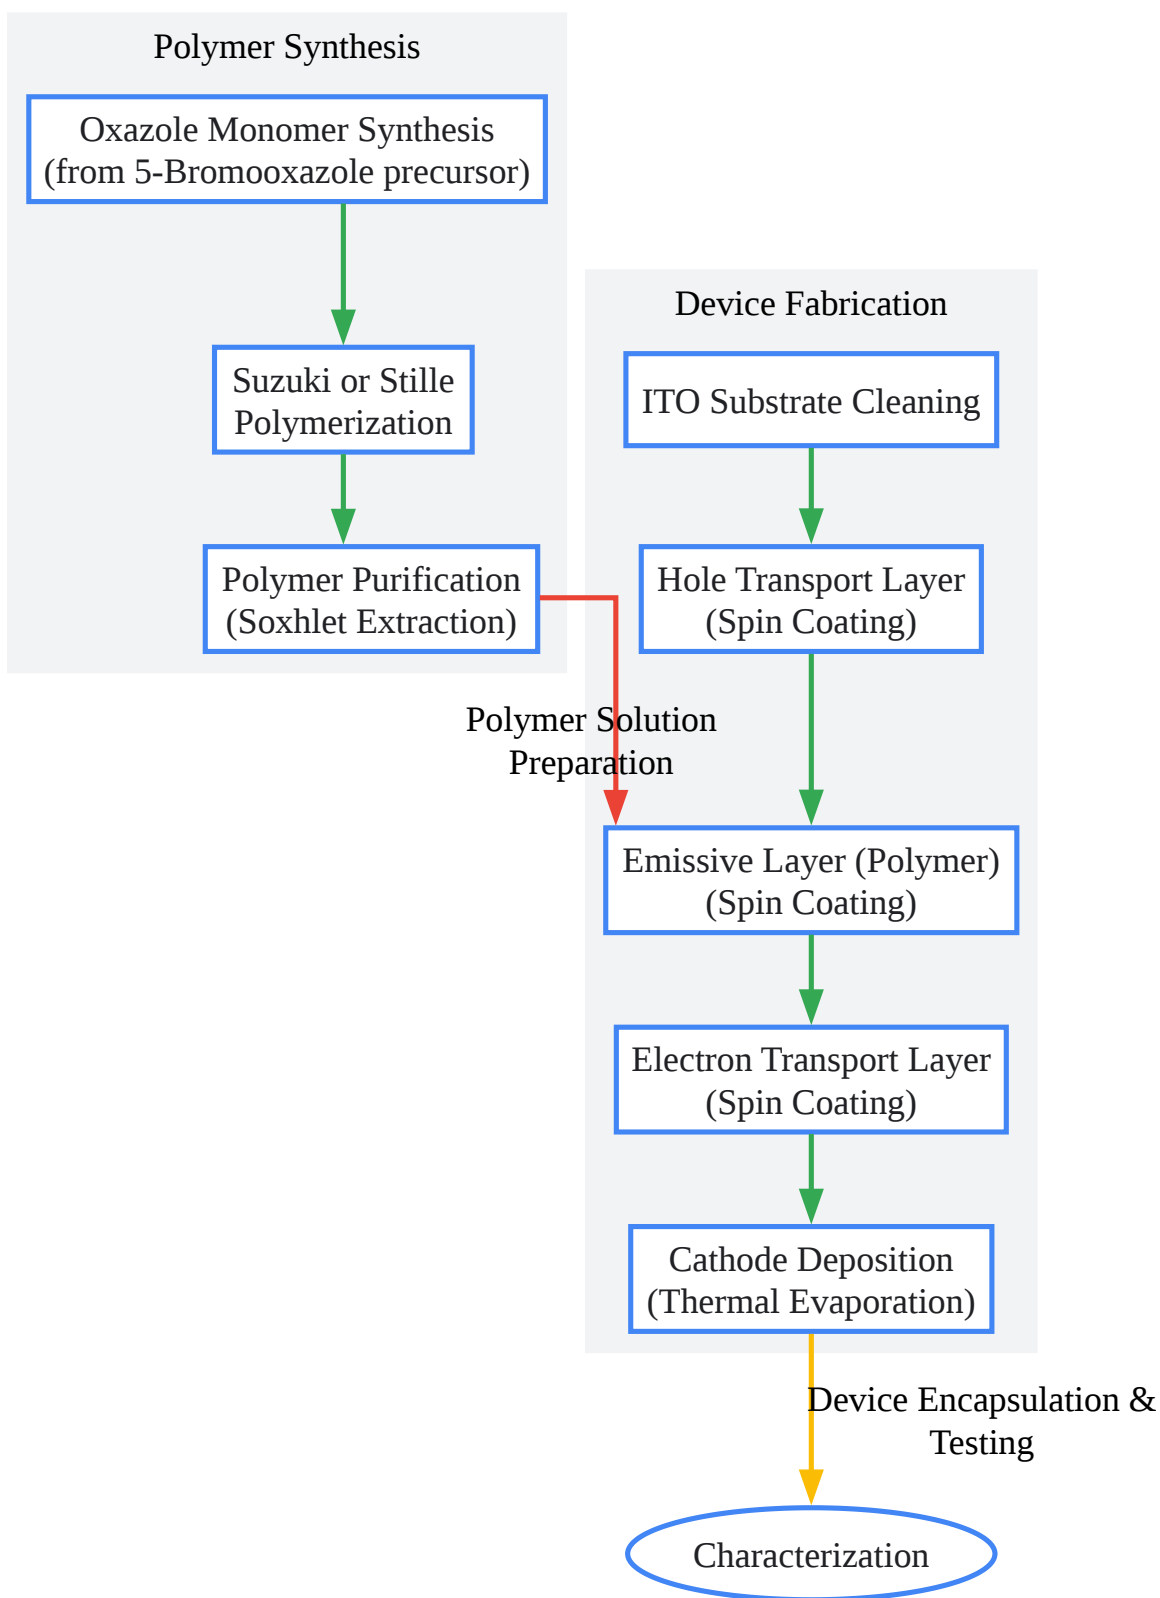 Polymer Synthesis
Oxazole Monomer Synthesis
(from 5-Bromooxazole precursor)
Suzuki or Stille
Polymerization
Polymer Purification
(Soxhlet Extraction)
Polymer Solution
Preparation
Device Fabrication
ITO Substrate Cleaning
Hole Transport Layer
(Spin Coating)
Emissive Layer (Polymer)
(Spin Coating)
Electron Transport Layer
(Spin Coating)
Cathode Deposition
(Thermal Evaporation)
Device Encapsulation &
Testing
Characterization